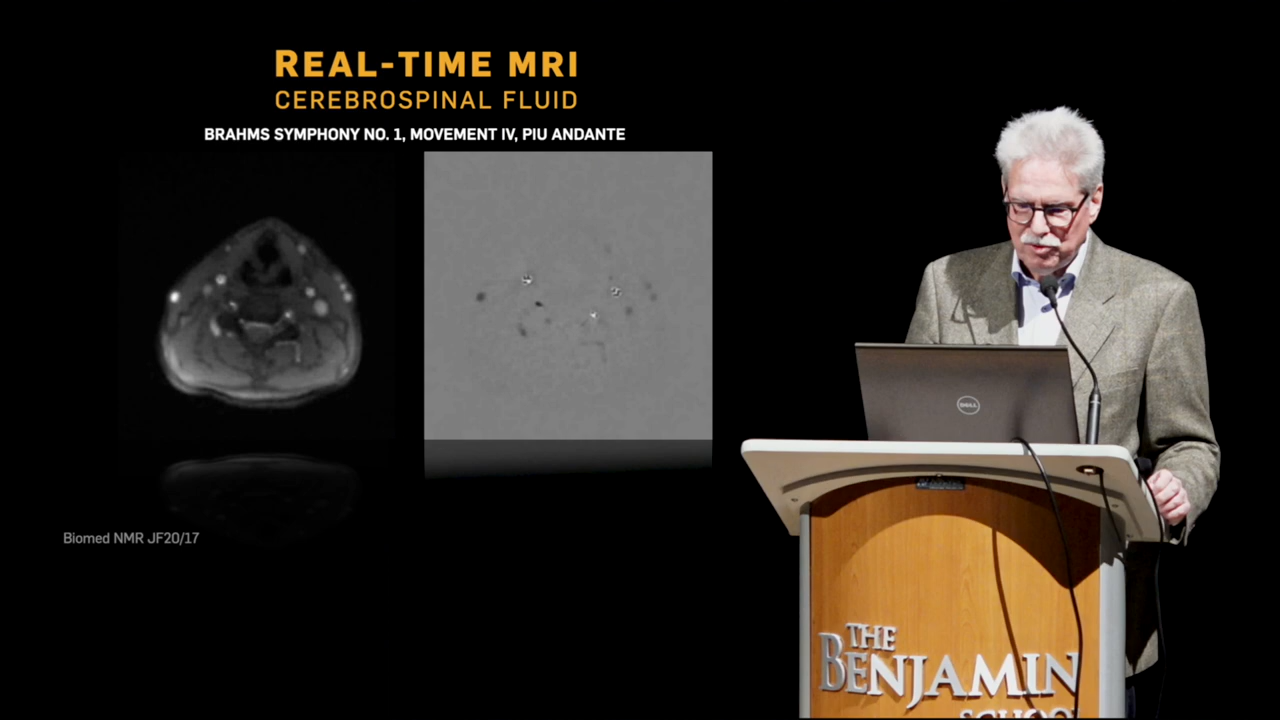 REAL-TIME MRI
CEREBROSPINAL FLUID
BRAHMS SYMPHONY NO. 1, MOVEMENT IV, PIU ANDANTE
Biomed NMR JF20/17
DELL
THE
BENJAMIN
SCHOOL